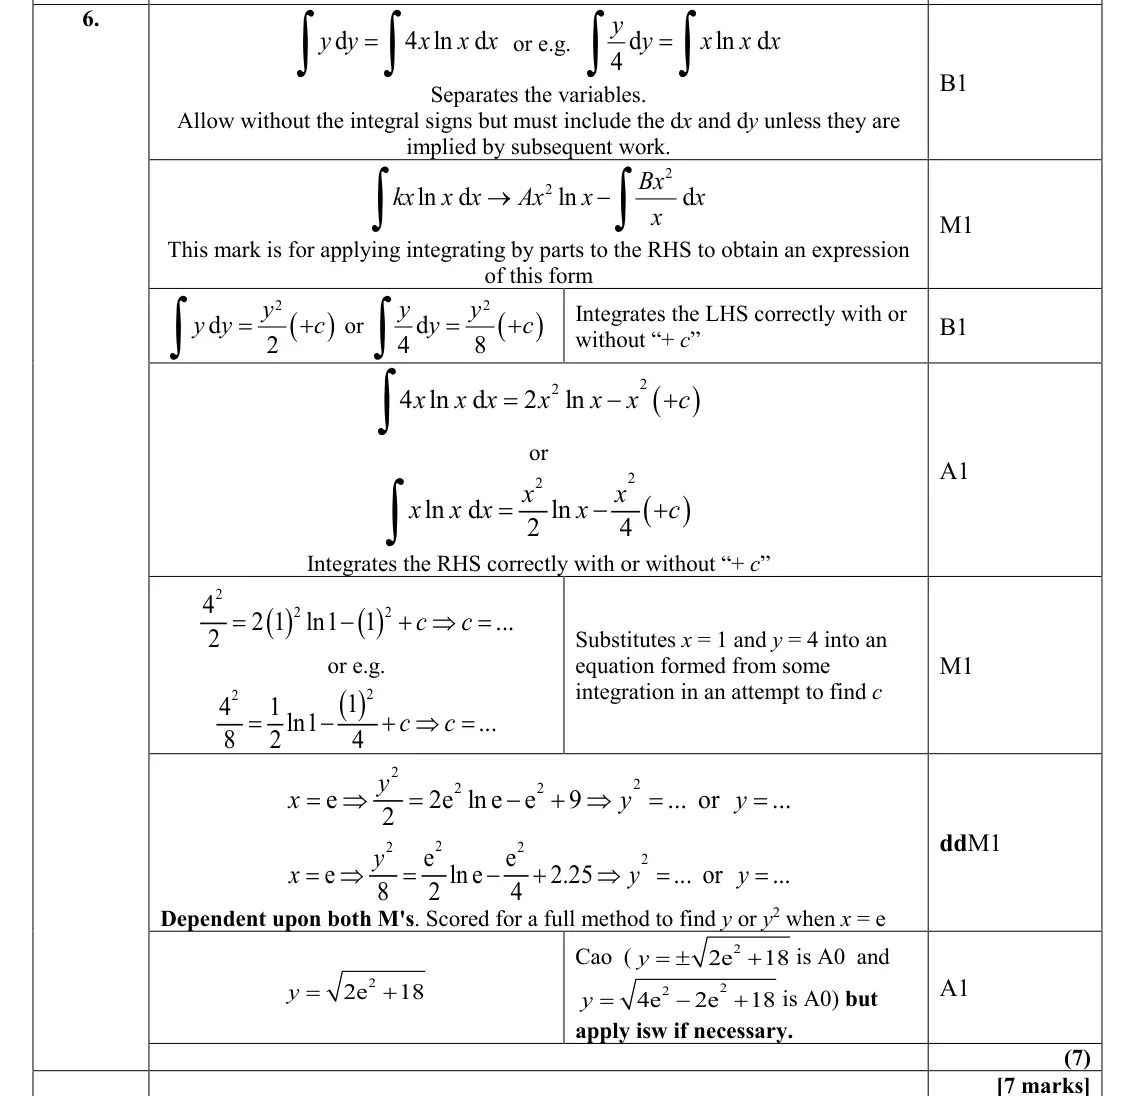 6.
∫ y dy = ∫ 4x ln x dx or e.g. ∫ y/4 dy = ∫ x ln x dx
Separates the variables.
Allow without the integral signs but must include the dx and dy unless they are
implied by subsequent work.
B1
∫ kx ln x dx → Ax² ln x − ∫ Bx²/x dx
This mark is for applying integrating by parts to the RHS to obtain an expression
of this form
M1
∫ y dy = y²/2 (+c) or ∫ y/4 dy = y²/8 (+c)
Integrates the LHS correctly with or
without “+ c”
B1
∫ 4x ln x dx = 2x² ln x − x² (+c)
or
∫ x ln x dx = x²/2 ln x − x²/4 (+c)
Integrates the RHS correctly with or without “+ c”
A1
4²/2 = 2(1)² ln 1 − (1)² + c ⇒ c = ...
or e.g.
4²/8 = 1/2 ln 1 − (1)²/4 + c ⇒ c = ...
Substitutes x = 1 and y = 4 into an
equation formed from some
integration in an attempt to find c
M1
x = e ⇒ y²/2 = 2e² ln e − e² + 9 ⇒ y² = ... or y = ...
x = e ⇒ y²/8 = e²/2 ln e − e²/4 + 2.25 ⇒ y² = ... or y = ...
Dependent upon both M's. Scored for a full method to find y or y² when x = e
ddM1
y = √(2e² + 18)
Cao ( y = ±√(2e² + 18) is A0 and
y = √(4e² − 2e² + 18) is A0) but
apply isw if necessary.
A1
(7)
[7 marks]